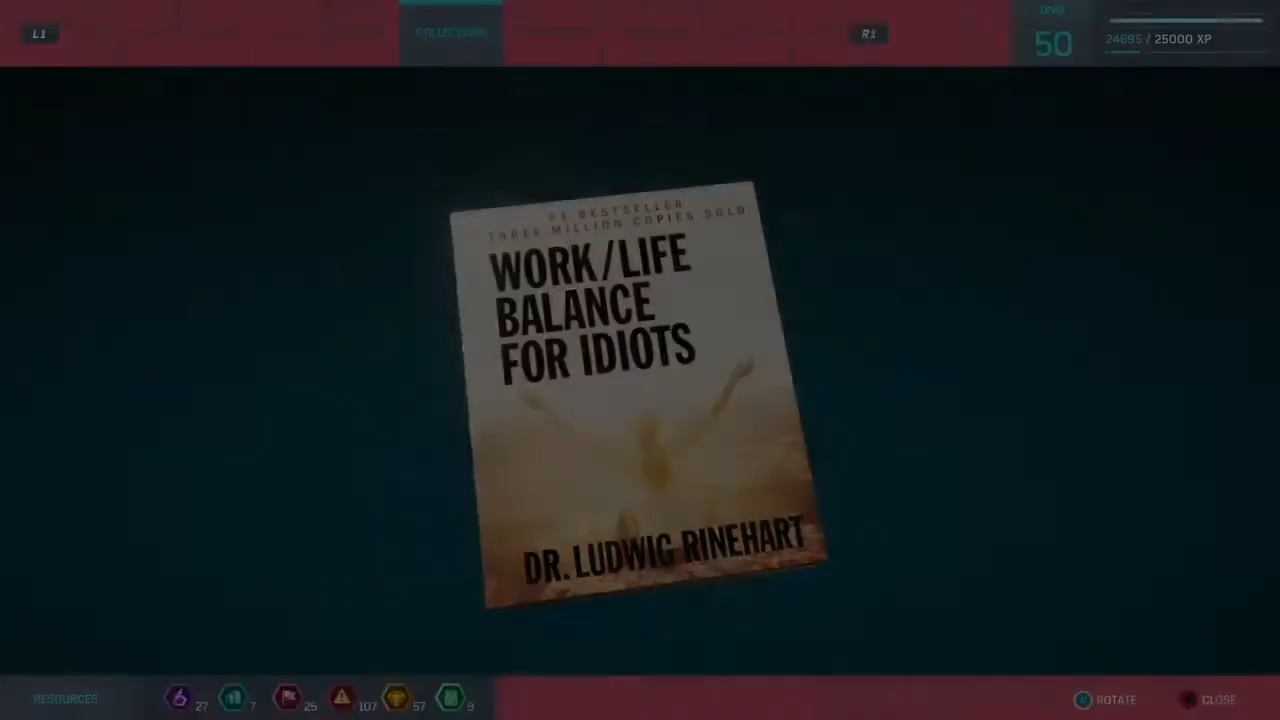 L1
COLLECTIONS
R1
LEVEL
50
24695 / 25000 XP
#1 BESTSELLER
THREE MILLION COPIES SOLD
WORK/LIFE
BALANCE
FOR IDIOTS
DR. LUDWIG RINEHART
RESOURCES
27
7
25
107
57
9
R
ROTATE
CLOSE